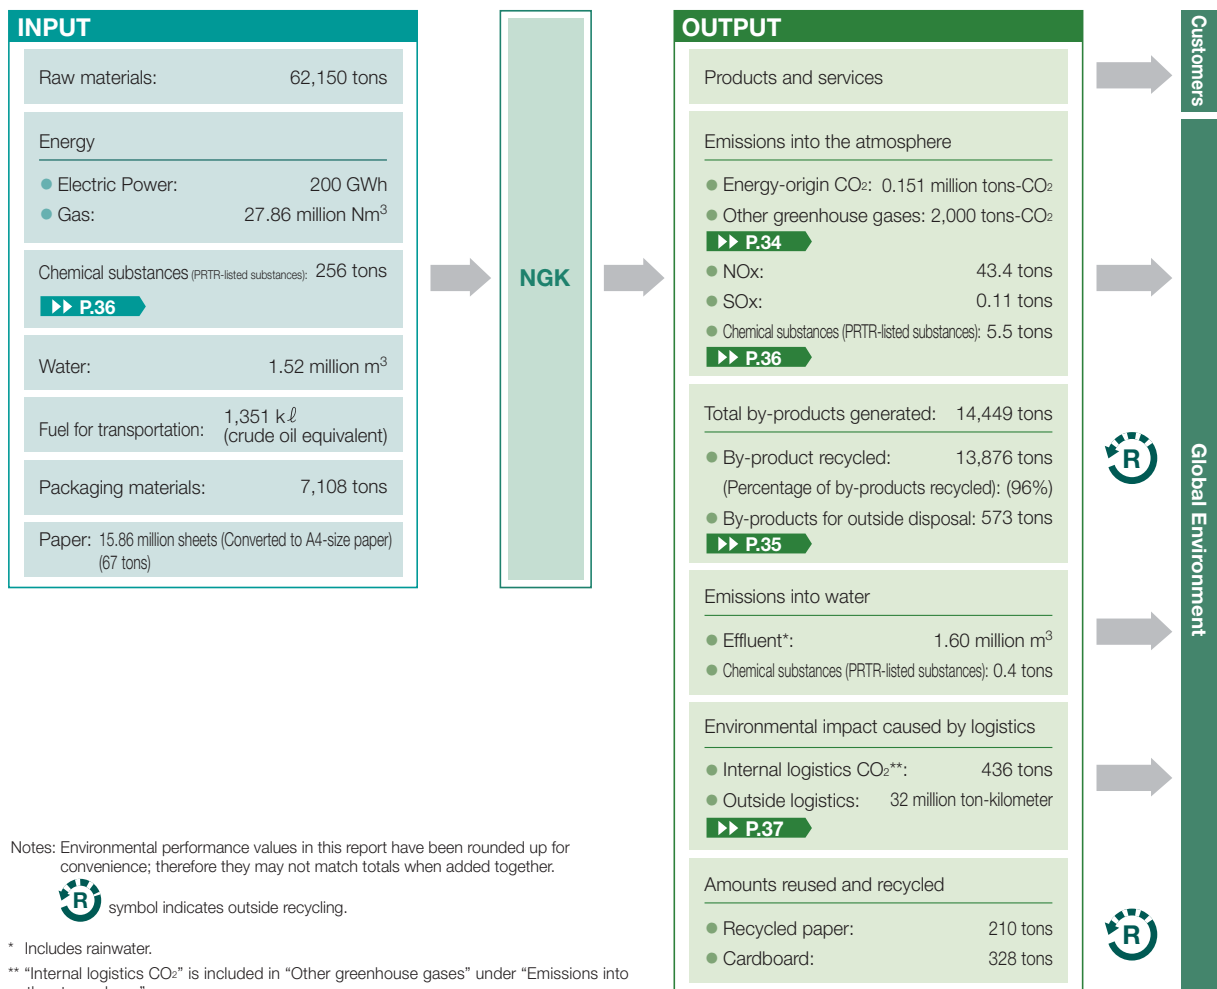 INPUT
Raw materials: 62,150 tons
Energy
● Electric Power: 200 GWh
● Gas: 27.86 million Nm³
Chemical substances (PRTR-listed substances): 256 tons
P.36
Water: 1.52 million m³
Fuel for transportation: 1,351 kℓ
(crude oil equivalent)
Packaging materials: 7,108 tons
Paper: 15.86 million sheets (Converted to A4-size paper)
(67 tons)
NGK
OUTPUT
Products and services
Emissions into the atmosphere
● Energy-origin CO₂: 0.151 million tons-CO₂
● Other greenhouse gases: 2,000 tons-CO₂
P.34
● NOx: 43.4 tons
● SOx: 0.11 tons
● Chemical substances (PRTR-listed substances): 5.5 tons
P.36
Total by-products generated: 14,449 tons
● By-product recycled: 13,876 tons
(Percentage of by-products recycled): (96%)
● By-products for outside disposal: 573 tons
P.35
Emissions into water
● Effluent*: 1.60 million m³
● Chemical substances (PRTR-listed substances): 0.4 tons
Environmental impact caused by logistics
● Internal logistics CO₂**: 436 tons
● Outside logistics: 32 million ton-kilometer
P.37
Amounts reused and recycled
● Recycled paper: 210 tons
● Cardboard: 328 tons
R
R
Customers
Global Environment
Notes: Environmental performance values in this report have been rounded up for
convenience; therefore they may not match totals when added together.
R symbol indicates outside recycling.
* Includes rainwater.
** “Internal logistics CO₂” is included in “Other greenhouse gases” under “Emissions into